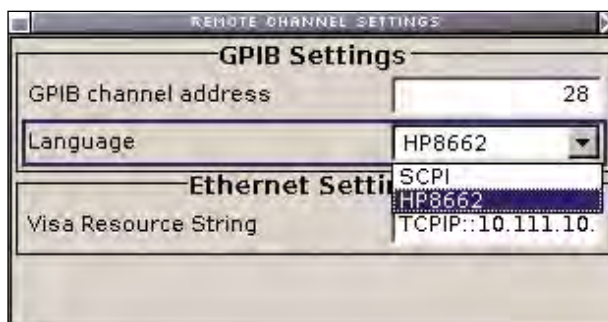 REMOTE CHANNEL SETTINGS
GPIB Settings
GPIB channel address 28
Language HP8662
SCPI
HP8662
Ethernet Setti
Visa Resource String TCPIP::10.111.10.